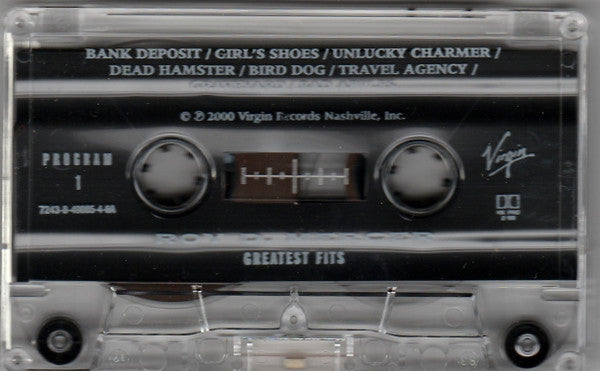 BANK DEPOSIT / GIRL'S SHOES / UNLUCKY CHARMER /
DEAD HAMSTER / BIRD DOG / TRAVEL AGENCY /
© ℗ 2000 Virgin Records Nashville, Inc.
PROGRAM
1
Virgin
GREATEST FITS